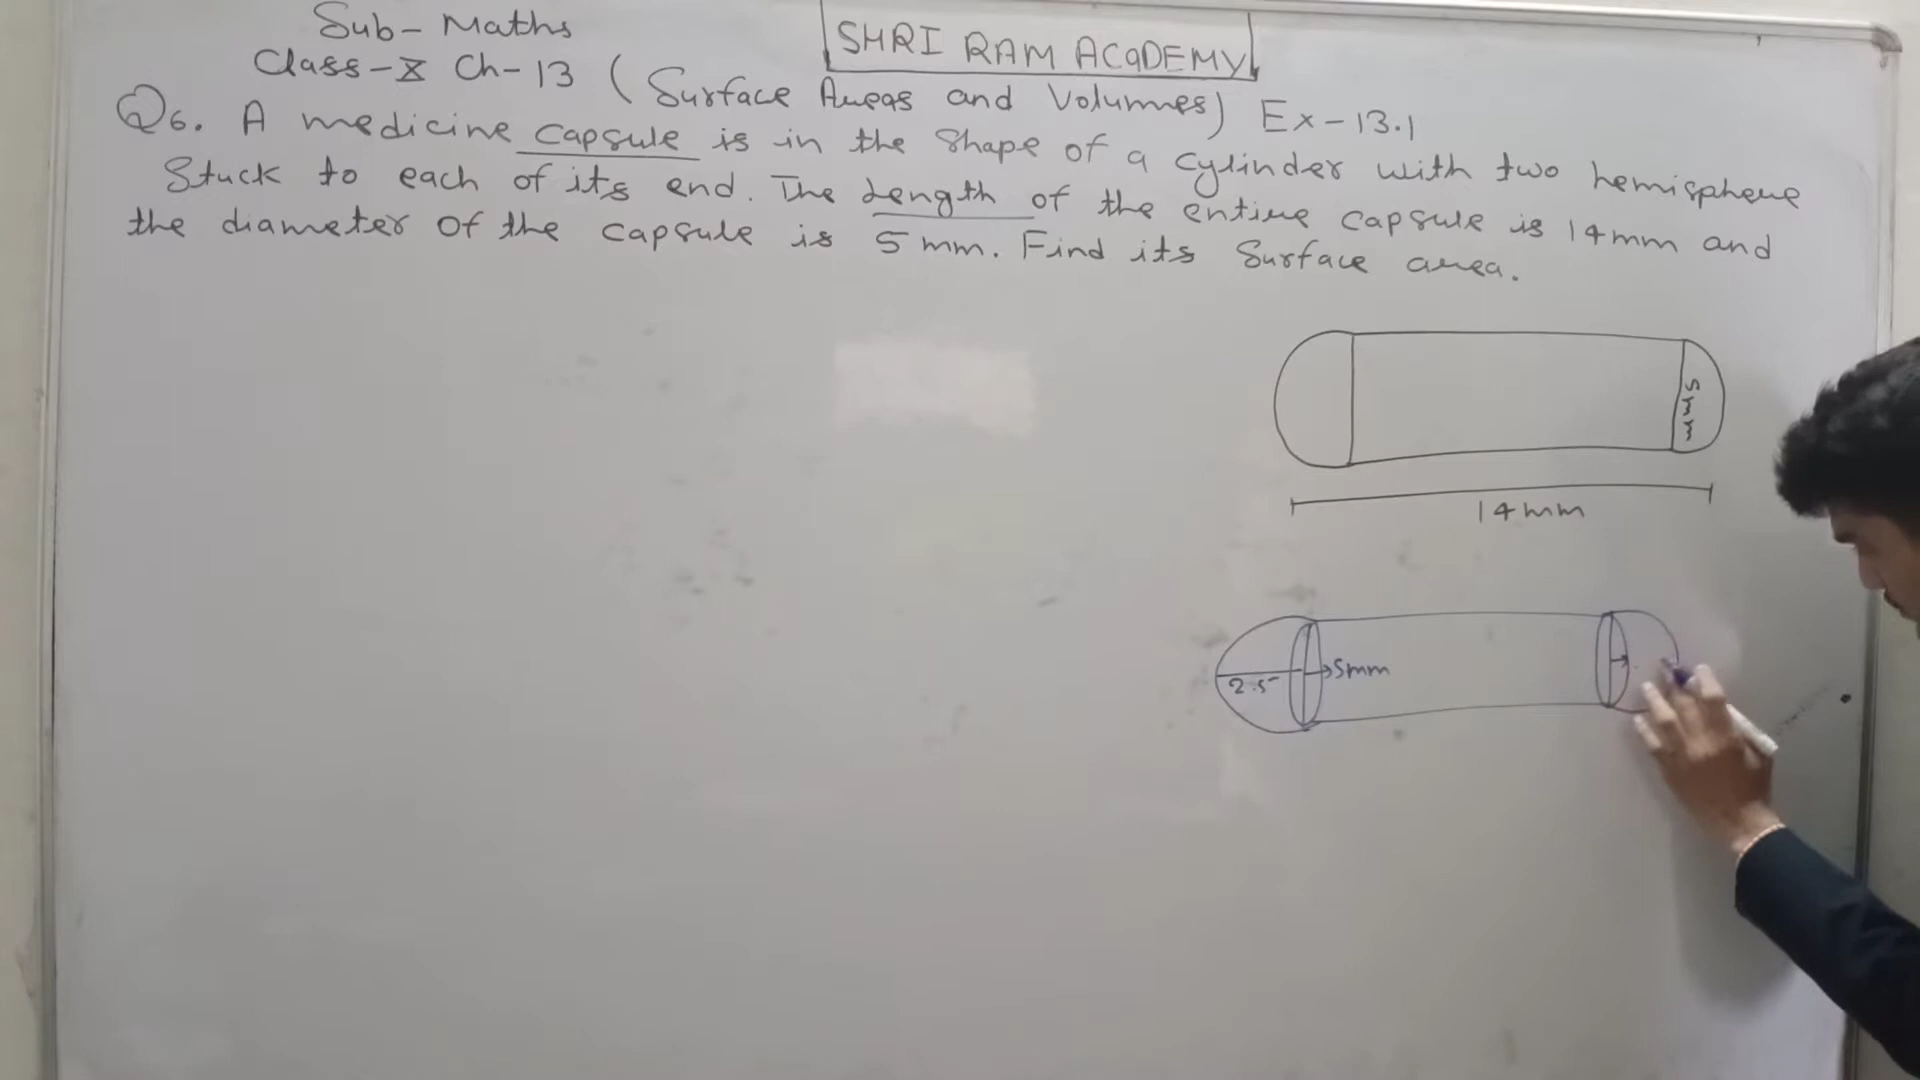 Sub - Maths
SHRI RAM ACADEMY
Class - X Ch - 13 (Surface Areas and Volumes) Ex - 13.1
Q6. A medicine capsule is in the shape of a cylinder with two hemisphere
stuck to each of its end. The length of the entire capsule is 14mm and
the diameter of the capsule is 5mm. Find its surface area.
5mm
14mm
2.5
5mm